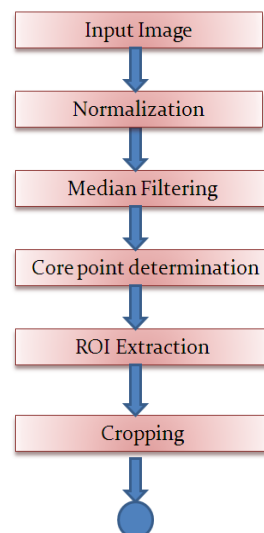 Input Image
Normalization
Median Filtering
Core point determination
ROI Extraction
Cropping